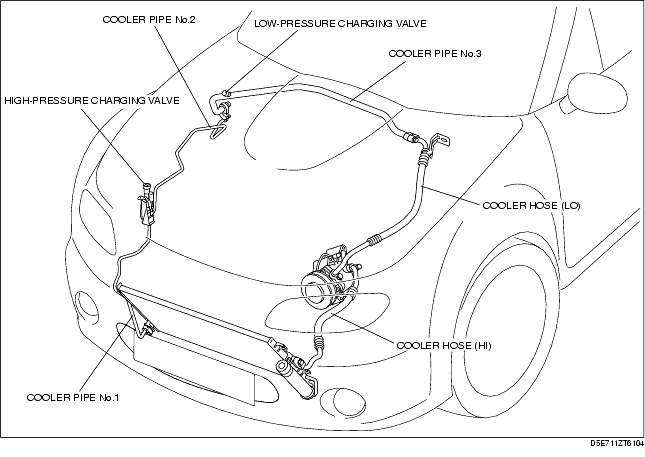 COOLER PIPE No.2
LOW-PRESSURE CHARGING VALVE
COOLER PIPE No.3
HIGH-PRESSURE CHARGING VALVE
COOLER HOSE (LO)
COOLER HOSE (HI)
COOLER PIPE No.1
D5E711ZT6104